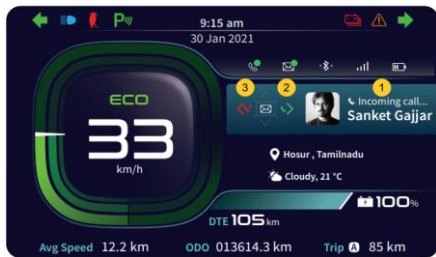 P
9:15 am
30 Jan 2021
3
2
1
ECO
33
km/h
Incoming call...
Sanket Gajjar
Hosur , Tamilnadu
Cloudy, 21 °C
100%
DTE 105 km
Avg Speed 12.2 km
ODO 013614.3 km
Trip A 85 km